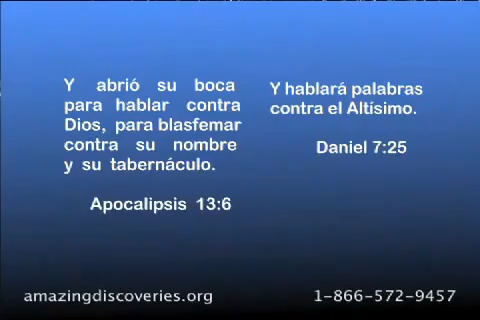 Y abrió su boca
para hablar contra
Dios, para blasfemar
contra su nombre
y su tabernáculo.
Apocalipsis 13:6
Y hablará palabras
contra el Altísimo.
Daniel 7:25
amazingdiscoveries.org
1-866-572-9457